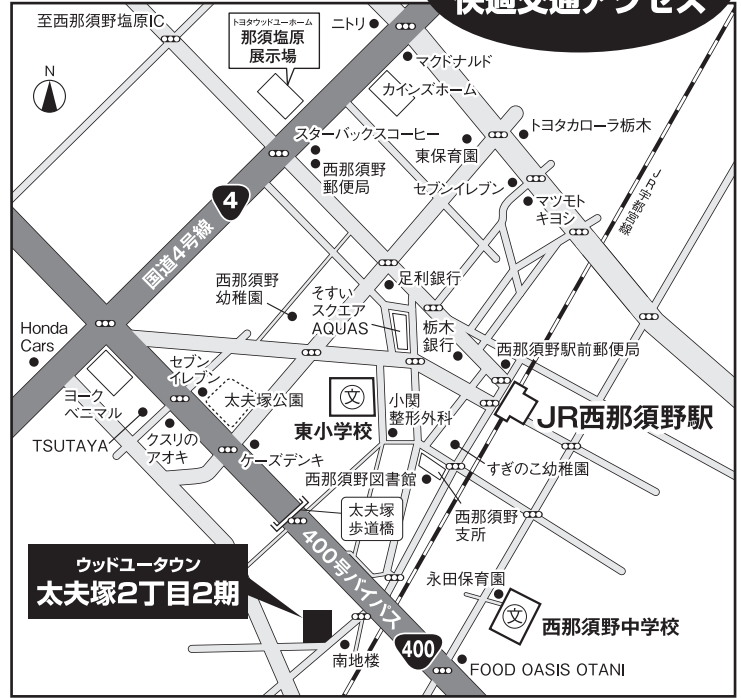 快適交通アクセス
至西那須野塩原IC
トヨタウッドユーホーム
那須塩原
展示場
ニトリ
マクドナルド
カインズホーム
N
スターバックスコーヒー
トヨタカローラ栃木
東保育園
西那須野
郵便局
セブンイレブン
マツモト
キヨシ
JR宇都宮線
4
国道4号線
西那須野
幼稚園
そすい
スクエア
AQUAS
足利銀行
栃木
銀行
Honda
Cars
西那須野駅前郵便局
セブン
イレブン
ヨーク
ベニマル
太夫塚公園
文
東小学校
小関
整形外科
JR西那須野駅
TSUTAYA
クスリの
アオキ
ケーズデンキ
すぎのこ幼稚園
西那須野図書館
太夫塚
歩道橋
西那須野
支所
400号バイパス
ウッドユータウン
太夫塚2丁目2期
永田保育園
文
西那須野中学校
400
南地楼
FOOD OASIS OTANI